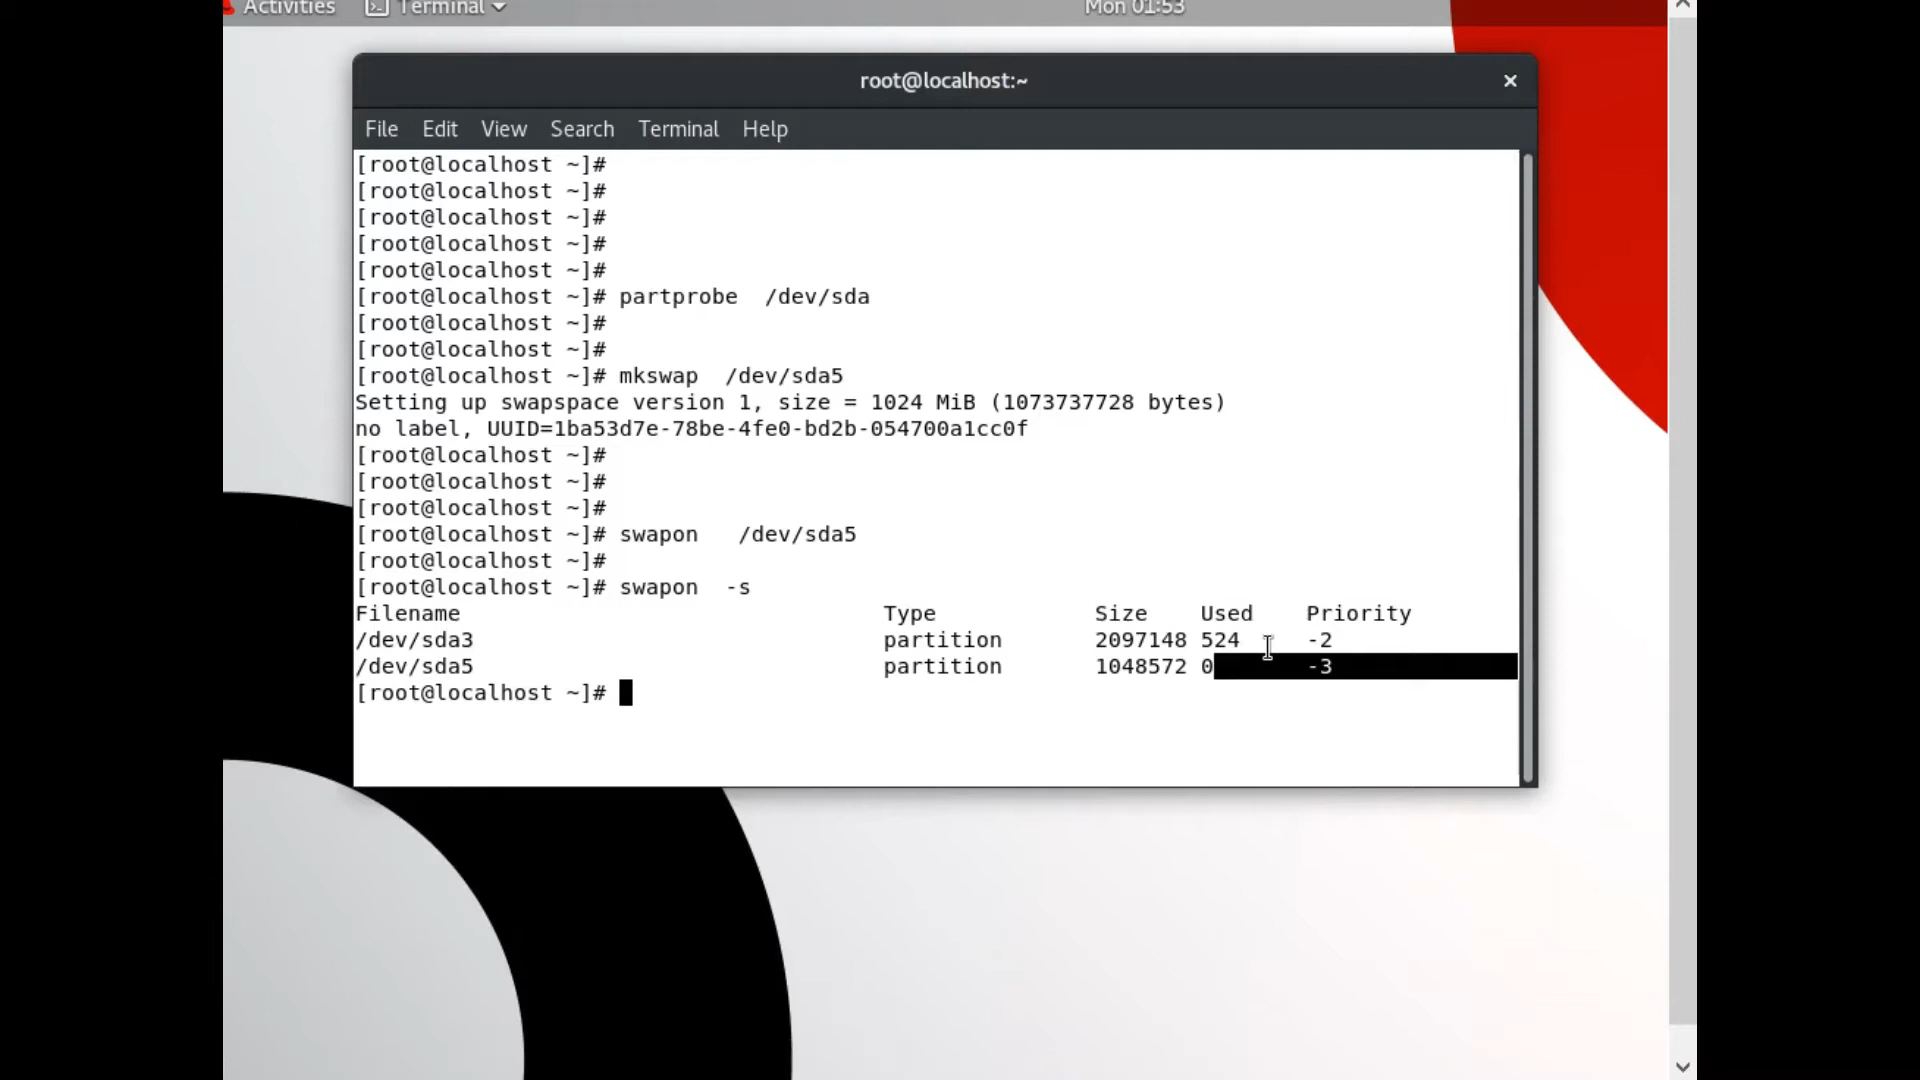 Activities Terminal Mon 01:53
root@localhost:~
File Edit View Search Terminal Help
[root@localhost ~]#
[root@localhost ~]#
[root@localhost ~]#
[root@localhost ~]#
[root@localhost ~]#
[root@localhost ~]# partprobe  /dev/sda
[root@localhost ~]#
[root@localhost ~]#
[root@localhost ~]# mkswap  /dev/sda5
Setting up swapspace version 1, size = 1024 MiB (1073737728 bytes)
no label, UUID=1ba53d7e-78be-4fe0-bd2b-054700a1cc0f
[root@localhost ~]#
[root@localhost ~]#
[root@localhost ~]#
[root@localhost ~]# swapon   /dev/sda5
[root@localhost ~]#
[root@localhost ~]# swapon  -s
Filename Type Size Used Priority
/dev/sda3 partition 2097148 524 -2
/dev/sda5 partition 1048572 0 -3
[root@localhost ~]#